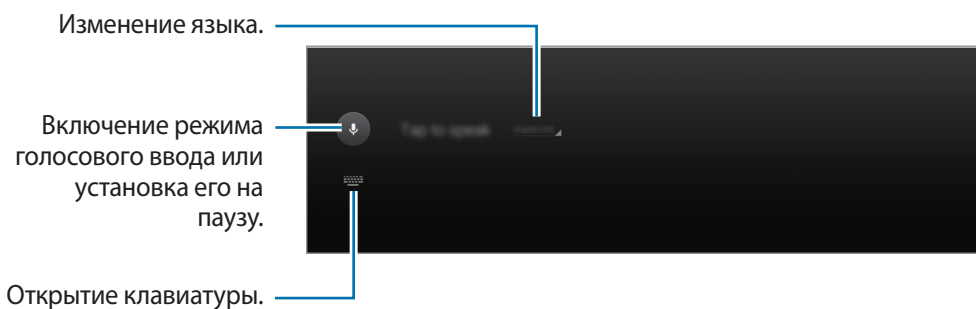 Изменение языка.
Включение режима
голосового ввода или
установка его на
паузу.
Tap to speak
Открытие клавиатуры.